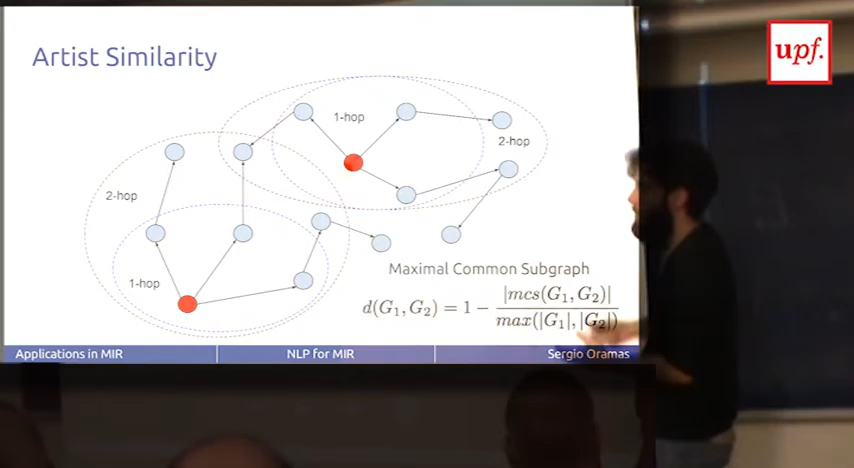 Artist Similarity
upf.
1-hop
2-hop
2-hop
1-hop
Maximal Common Subgraph
d(G₁, G₂) = 1 − |mcs(G₁, G₂)| / max(|G₁|, |G₂|)
Applications in MIR
NLP for MIR
Sergio Oramas